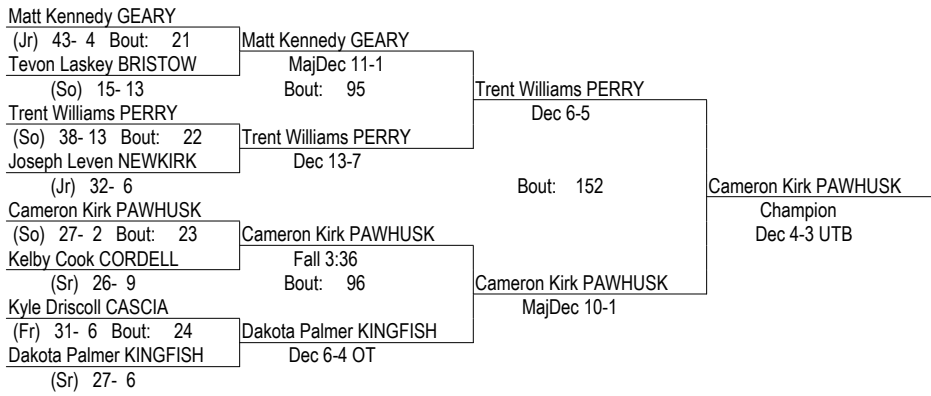 Matt Kennedy GEARY
(Jr) 43- 4 Bout: 21
Matt Kennedy GEARY
Tevon Laskey BRISTOW
MajDec 11-1
(So) 15- 13
Bout: 95
Trent Williams PERRY
Trent Williams PERRY
Dec 6-5
(So) 38- 13 Bout: 22
Trent Williams PERRY
Joseph Leven NEWKIRK
Dec 13-7
(Jr) 32- 6
Bout: 152
Cameron Kirk PAWHUSK
Cameron Kirk PAWHUSK
Champion
(So) 27- 2 Bout: 23
Cameron Kirk PAWHUSK
Dec 4-3 UTB
Kelby Cook CORDELL
Fall 3:36
(Sr) 26- 9
Bout: 96
Cameron Kirk PAWHUSK
Kyle Driscoll CASCIA
MajDec 10-1
(Fr) 31- 6 Bout: 24
Dakota Palmer KINGFISH
Dakota Palmer KINGFISH
Dec 6-4 OT
(Sr) 27- 6